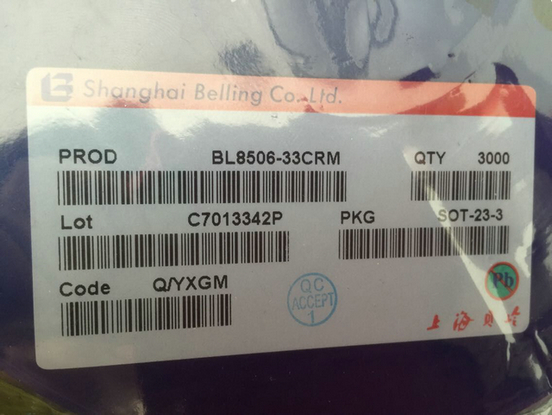 Shanghai Belling Co.,Ltd.
PROD BL8506-33CRM QTY 3000
Lot C7013342P PKG SOT-23-3
Code Q/YXGM
QC
ACCEPT
1
Pb
上海贝岭